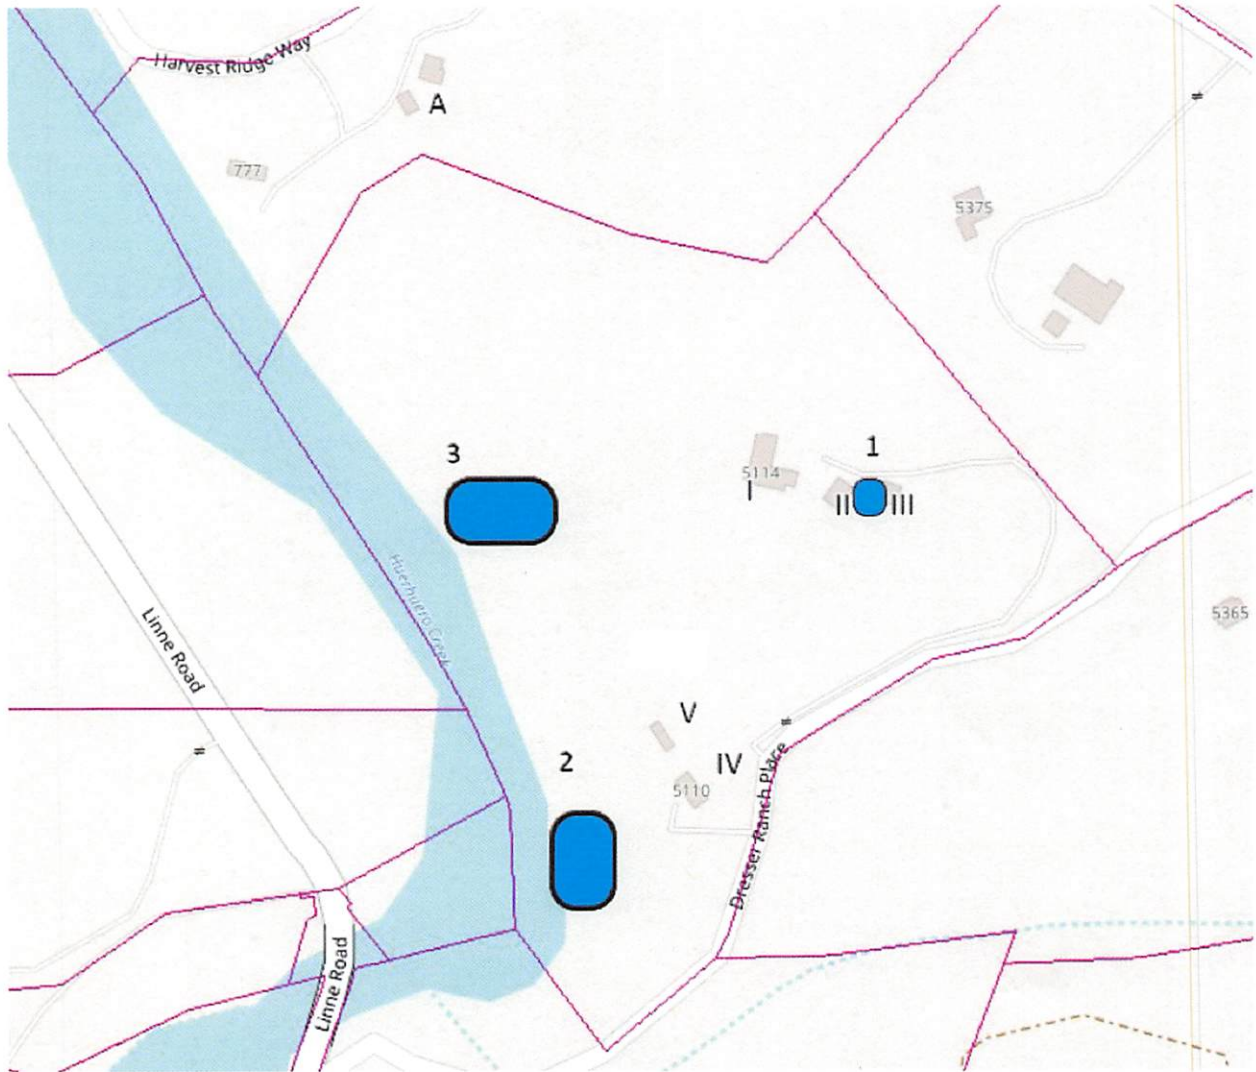 Harvest Ridge Way
A
777
5375
3
1
5114
I
II
III
Huerhuero Creek
Linne Road
5365
V
2
IV
5110
Dresser Ranch Place
Linne Road